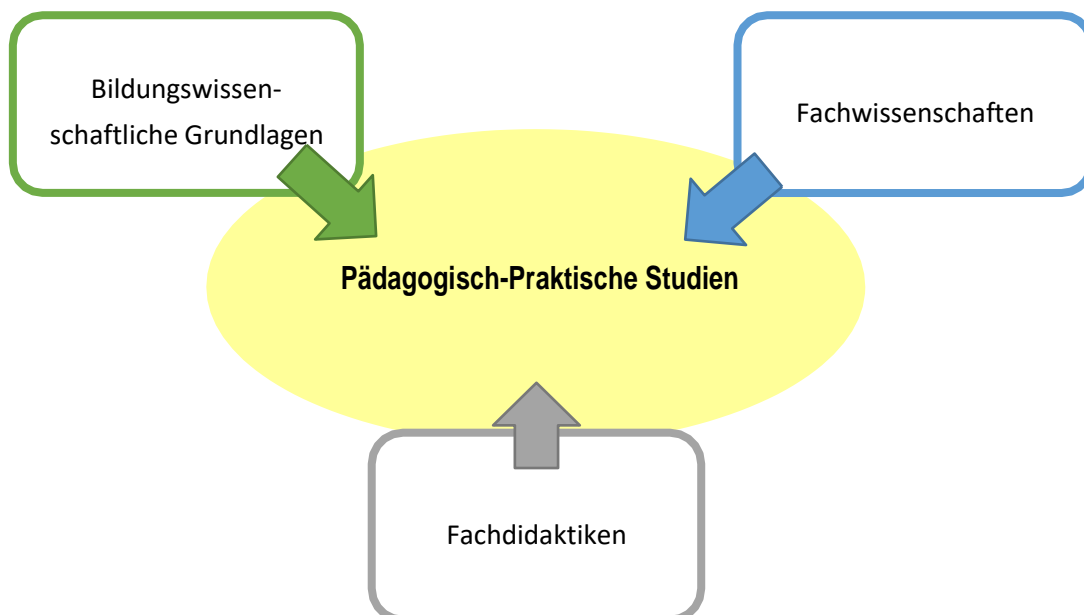 Bildungswissen-
schaftliche Grundlagen
Fachwissenschaften
Pädagogisch-Praktische Studien
Fachdidaktiken